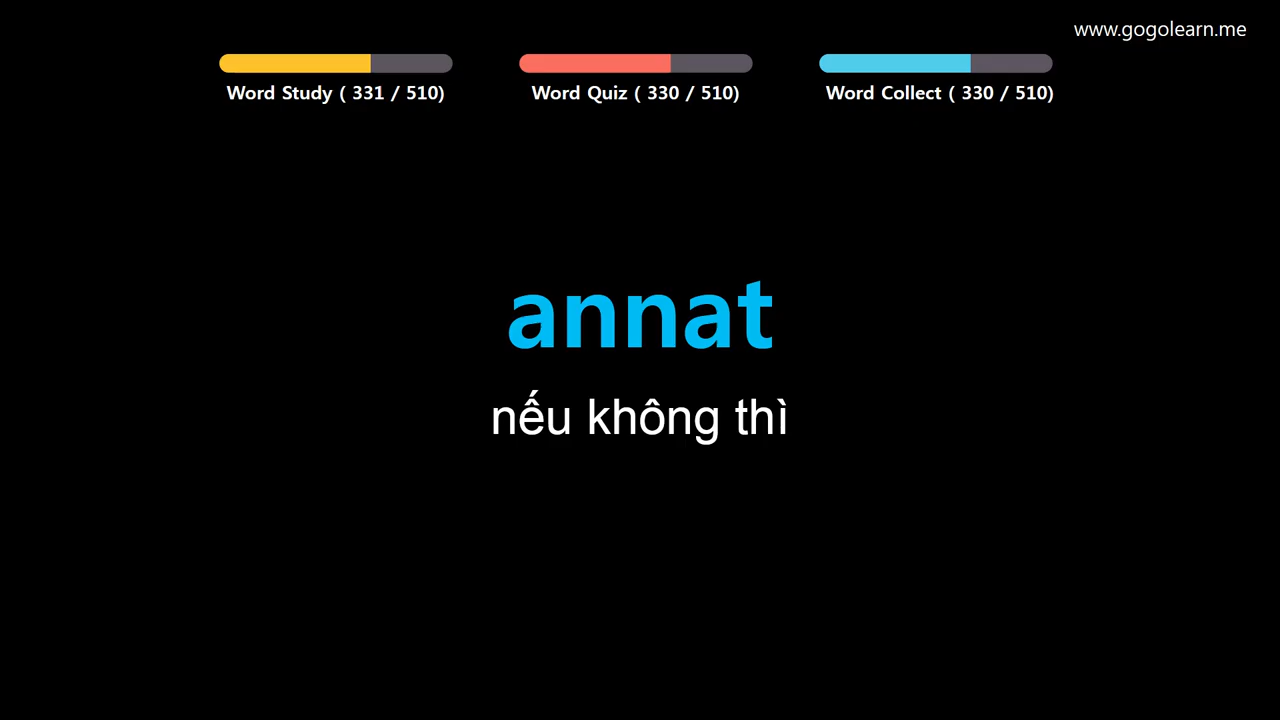 www.gogolearn.me
Word Study ( 331 / 510)
Word Quiz ( 330 / 510)
Word Collect ( 330 / 510)
annat
nếu không thì